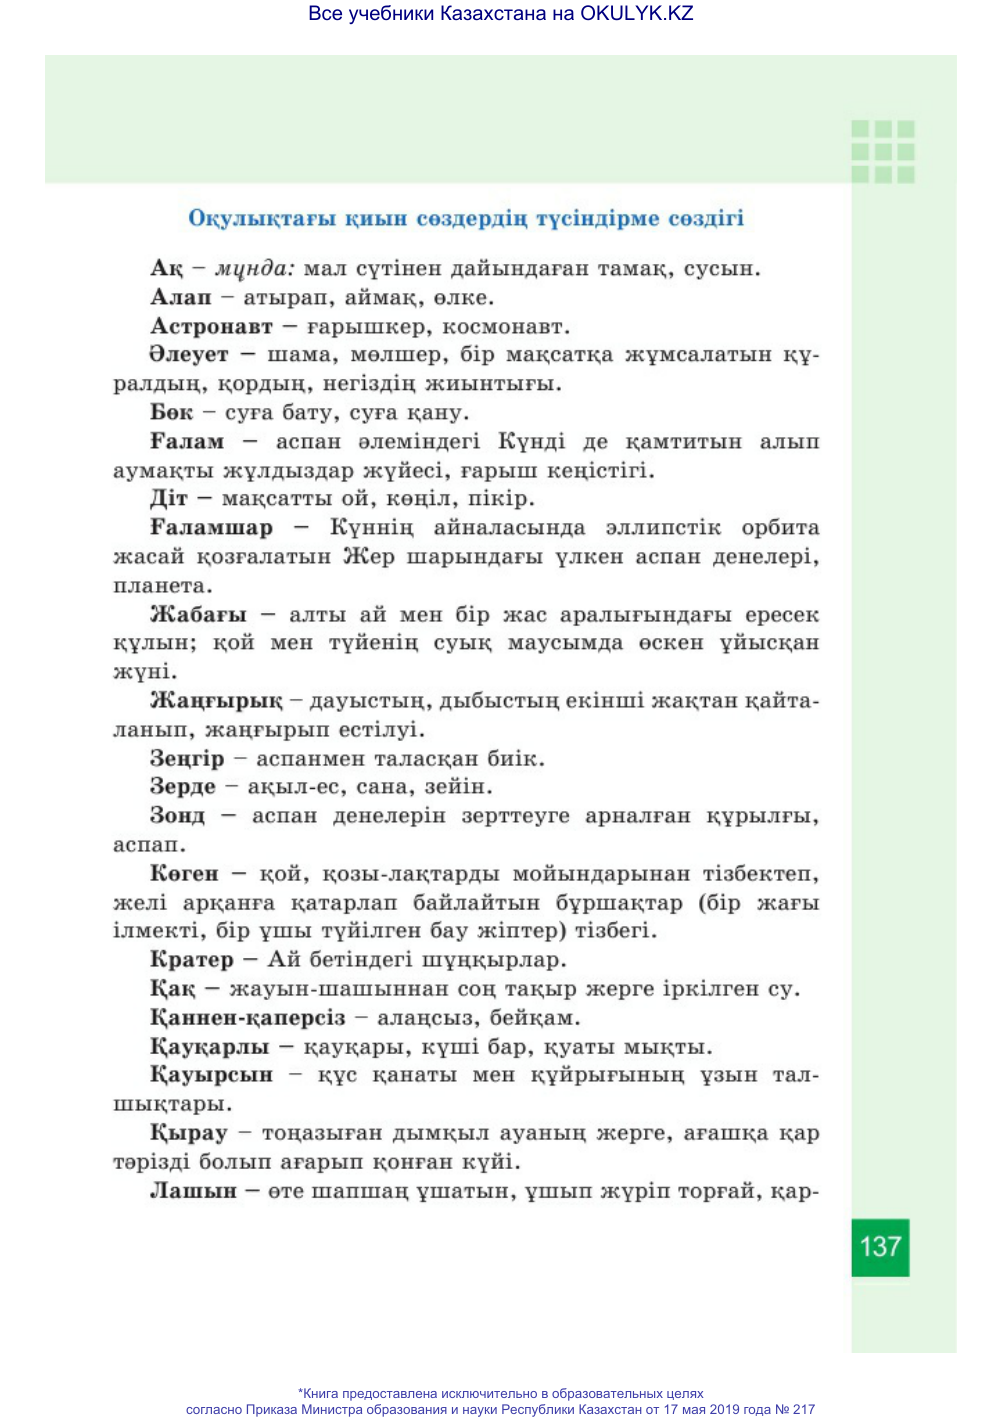 Все учебники Казахстана на OKULYK.KZ
Оқулықтағы қиын сөздердің түсіндірме сөздігі
Ақ – мұнда: мал сүтінен дайындаған тамақ, сусын.
Алап – атырап, аймақ, өлке.
Астронавт – ғарышкер, космонавт.
Әлеует – шама, мөлшер, бір мақсатқа жұмсалатын құ-
ралдың, қордың, негіздің жиынтығы.
Бөк – суға бату, суға қану.
Ғалам – аспан әлеміндегі Күнді де қамтитын алып
аумақты жұлдыздар жүйесі, ғарыш кеңістігі.
Діт – мақсатты ой, көңіл, пікір.
Ғаламшар – Күннің айналасында эллипстік орбита
жасай қозғалатын Жер шарындағы үлкен аспан денелері,
планета.
Жабағы – алты ай мен бір жас аралығындағы ересек
құлын; қой мен түйенің суық маусымда өскен ұйысқан
жүні.
Жаңғырық – дауыстың, дыбыстың екінші жақтан қайта-
ланып, жаңғырып естілуі.
Зеңгір – аспанмен таласқан биік.
Зерде – ақыл-ес, сана, зейін.
Зонд – аспан денелерін зерттеуге арналған құрылғы,
аспап.
Көген – қой, қозы-лақтарды мойындарынан тізбектеп,
желі арқанға қатарлап байлайтын бұршақтар (бір жағы
ілмекті, бір ұшы түйілген бау жіптер) тізбегі.
Кратер – Ай бетіндегі шұңқырлар.
Қақ – жауын-шашыннан соң тақыр жерге іркілген су.
Қаннен-қаперсіз – алаңсыз, бейқам.
Қауқарлы – қауқары, күші бар, қуаты мықты.
Қауырсын – құс қанаты мен құйрығының ұзын тал-
шықтары.
Қырау – тоңазыған дымқыл ауаның жерге, ағашқа қар
тәрізді болып ағарып қонған күйі.
Лашын – өте шапшаң ұшатын, ұшып жүріп торғай, қар-
137
*Книга предоставлена исключительно в образовательных целях
согласно Приказа Министра образования и науки Республики Казахстан от 17 мая 2019 года № 217